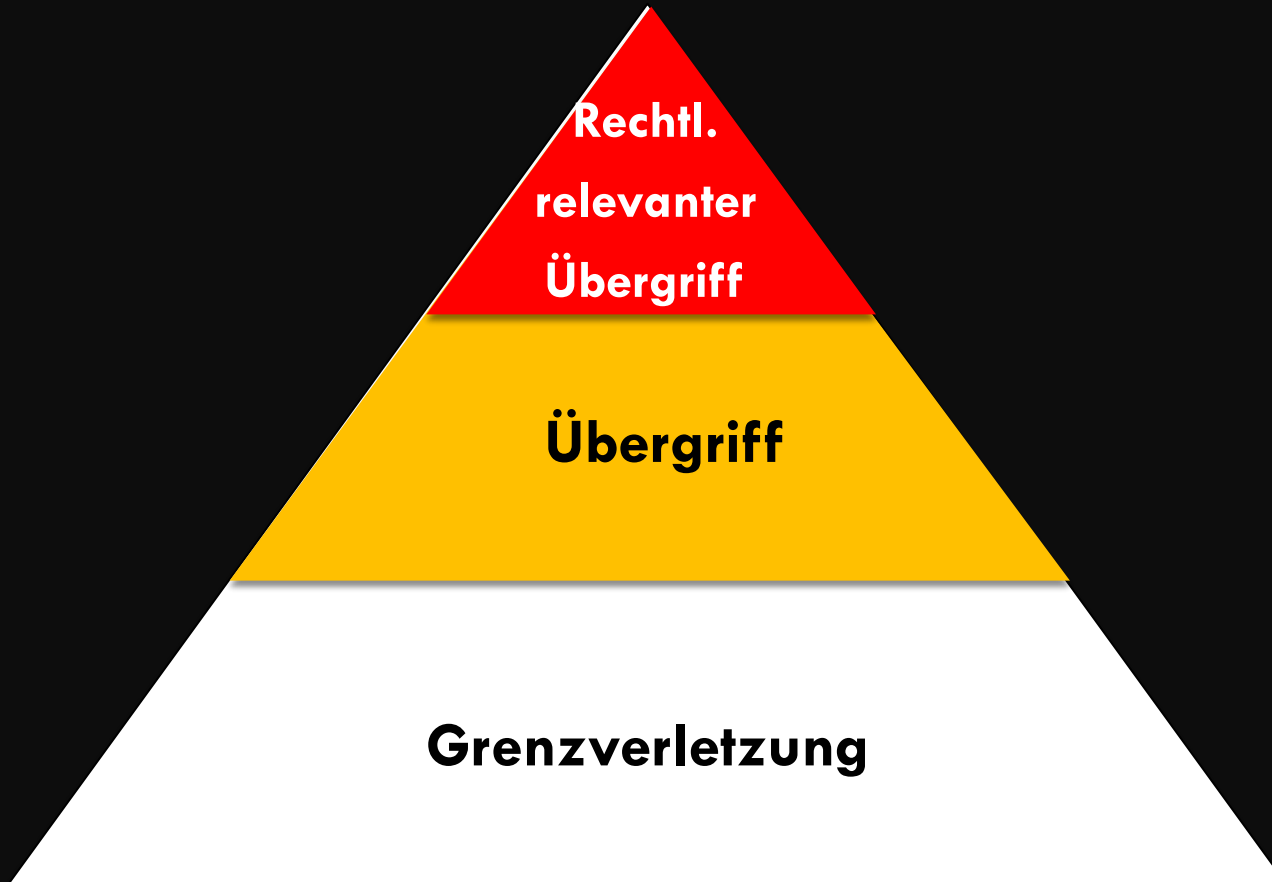 Rechtl.
relevanter
Übergriff
Übergriff
Grenzverletzung